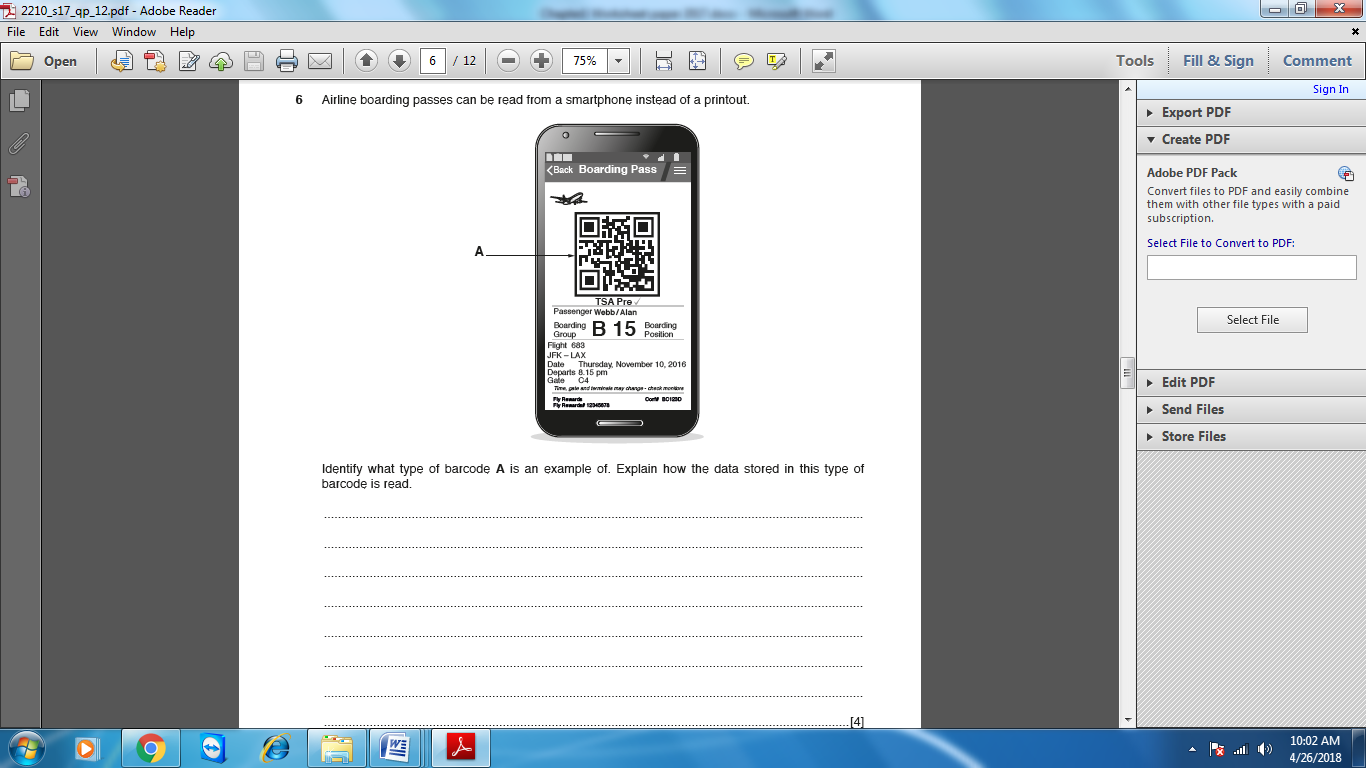 2210_s17_qp_12.pdf - Adobe Reader
File Edit View Window Help
Open 6 / 12 75% Tools Fill & Sign Comment
Sign In
Export PDF
Create PDF
Adobe PDF Pack
Convert files to PDF and easily combine
them with other file types with a paid
subscription.
Select File to Convert to PDF:
Select File
Edit PDF
Send Files
Store Files
6 Airline boarding passes can be read from a smartphone instead of a printout.
Back Boarding Pass
A
TSA Pre ✓
Passenger Webb/Alan
Boarding Group B 15 Boarding Position
Flight 683
JFK – LAX
Date Thursday, November 10, 2016
Departs 8.15 pm
Gate C4
Time, gate and terminals may change - check monitors
Fly Rewards Conf# BC123D
Fly Rewards# 12345678
Identify what type of barcode A is an example of. Explain how the data stored in this type of
barcode is read.
[4]
10:02 AM
4/26/2018